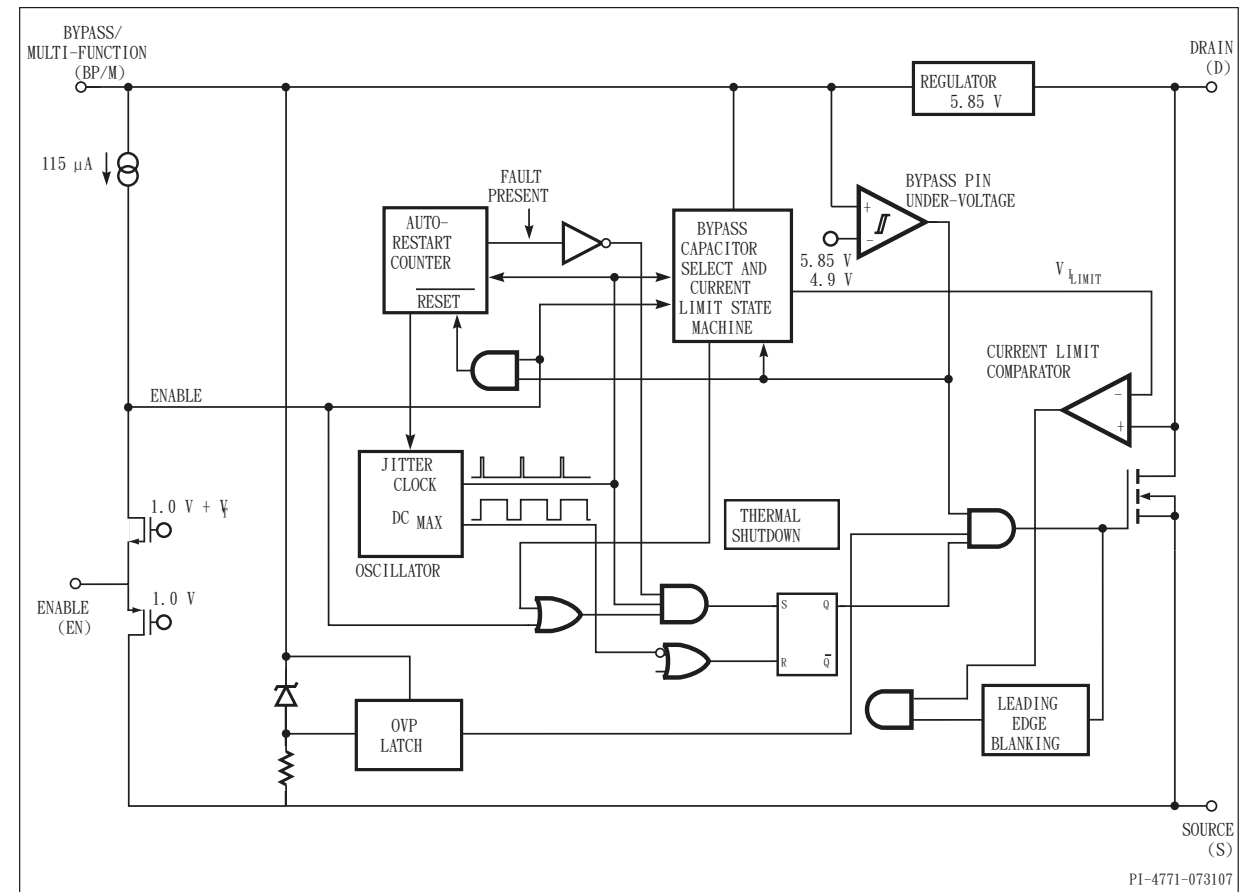 BYPASS/
MULTI-FUNCTION
(BP/M)
DRAIN
(D)
REGULATOR
5.85 V
115 μA
FAULT
PRESENT
BYPASS PIN
UNDER-VOLTAGE
AUTO-
RESTART
COUNTER
RESET
BYPASS
CAPACITOR
SELECT AND
CURRENT
LIMIT STATE
MACHINE
+
-
5.85 V
4.9 V
VILIMIT
CURRENT LIMIT
COMPARATOR
-
+
ENABLE
JITTER
CLOCK
DC MAX
OSCILLATOR
THERMAL
SHUTDOWN
1.0 V + VT
ENABLE
(EN)
1.0 V
S Q
R Q
OVP
LATCH
LEADING
EDGE
BLANKING
SOURCE
(S)
PI-4771-073107